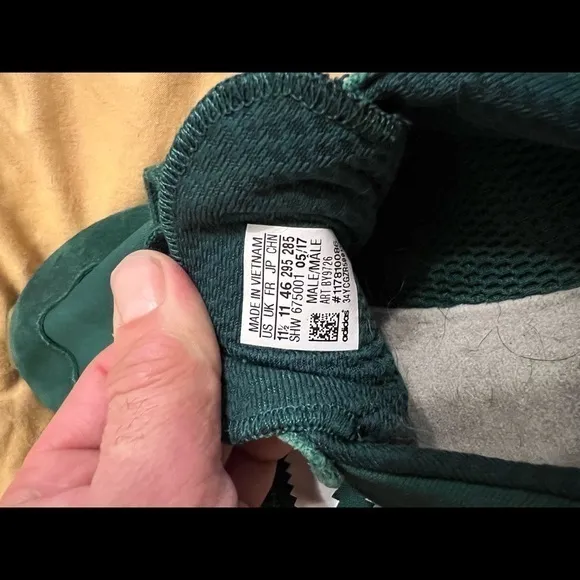 MADE IN VIETNAM
US UK FR JP CHN
11½ 11 46 295 285
SHW 675001 05/17
MALE/MÂLE
ART BY9726
adidas